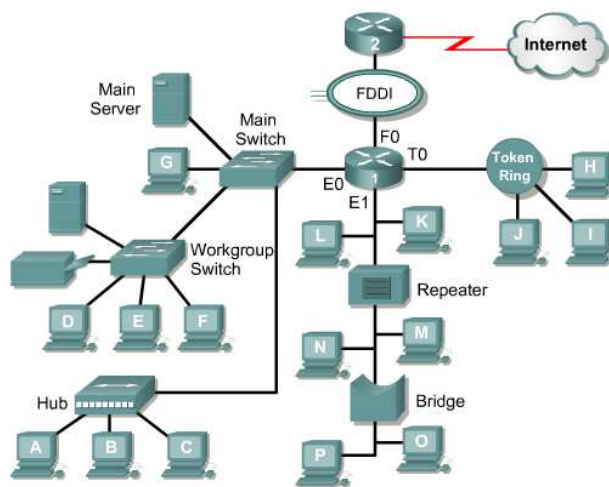 2
Internet
FDDI
Main
Server
Main
Switch
F0
G
E0
1
T0
Token
Ring
H
E1
L
K
J
I
Workgroup
Switch
Repeater
D
E
F
N
M
Hub
Bridge
A
B
C
P
O